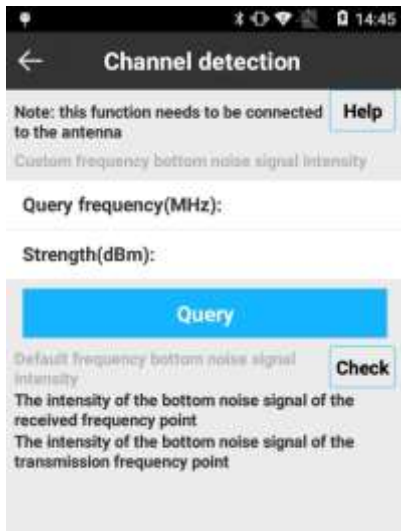 14:45
Channel detection
Note: this function needs to be connected
to the antenna
Help
Custom frequency bottom noise signal intensity
Query frequency(MHz):
Strength(dBm):
Query
Default frequency bottom noise signal
intensity
Check
The intensity of the bottom noise signal of the
received frequency point
The intensity of the bottom noise signal of the
transmission frequency point